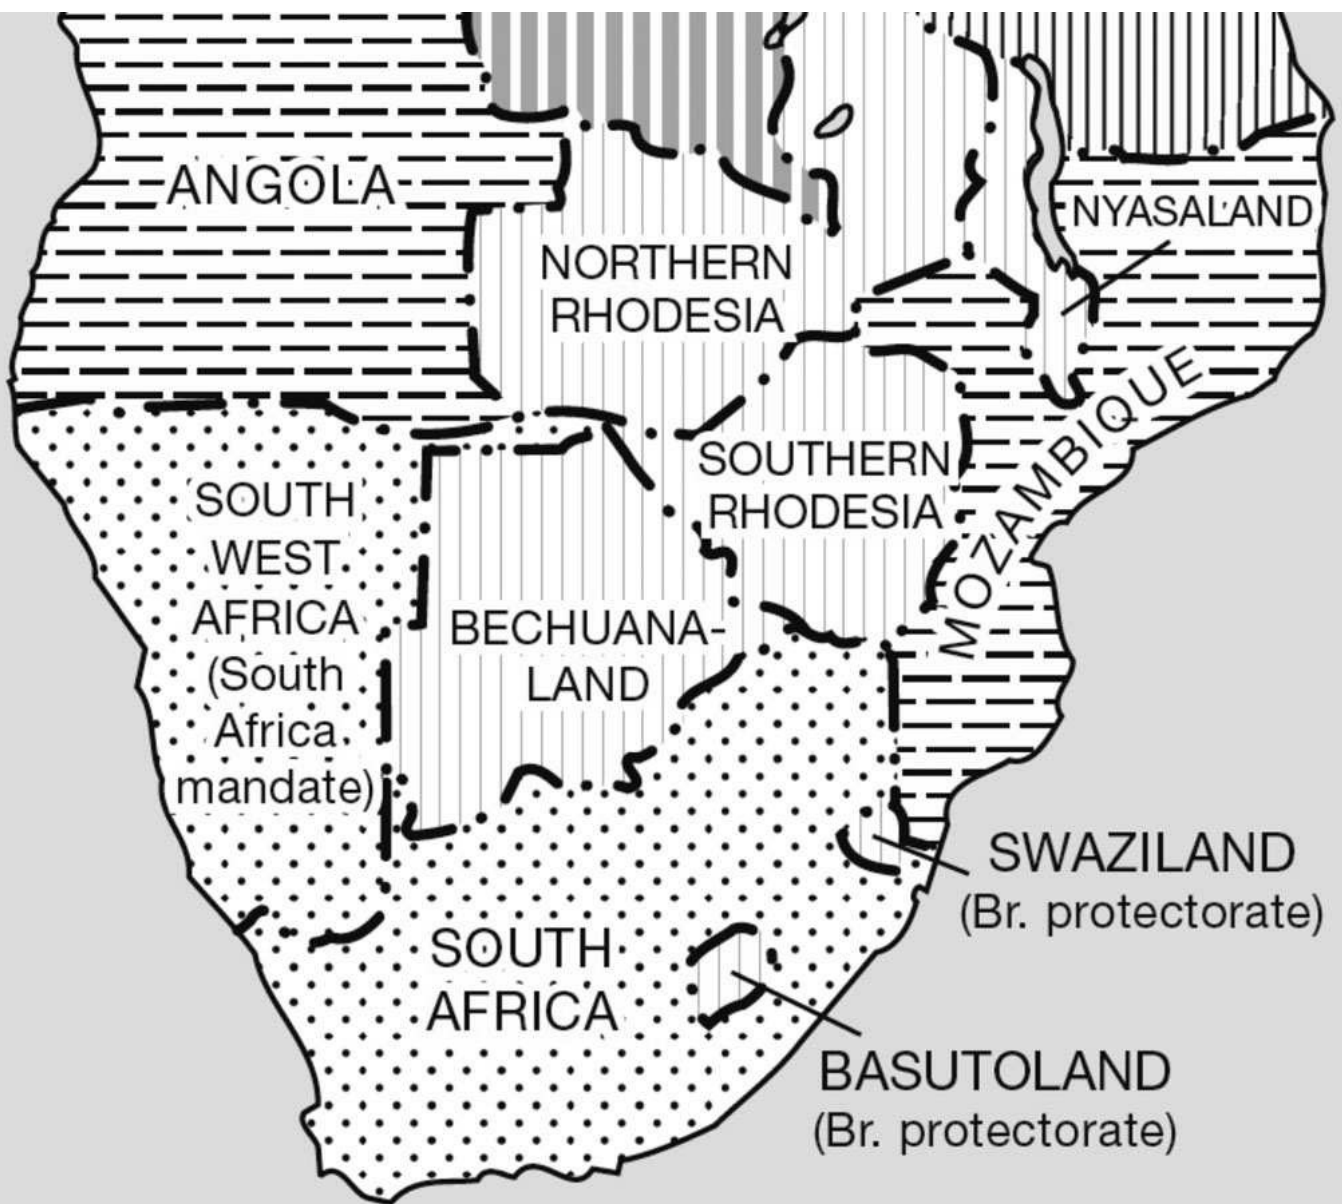 ANGOLA
NYASALAND
NORTHERN
RHODESIA
MOZAMBIQUE
SOUTHERN
RHODESIA
SOUTH
WEST
AFRICA
(South
Africa
mandate)
BECHUANA-
LAND
SWAZILAND
(Br. protectorate)
SOUTH
AFRICA
BASUTOLAND
(Br. protectorate)